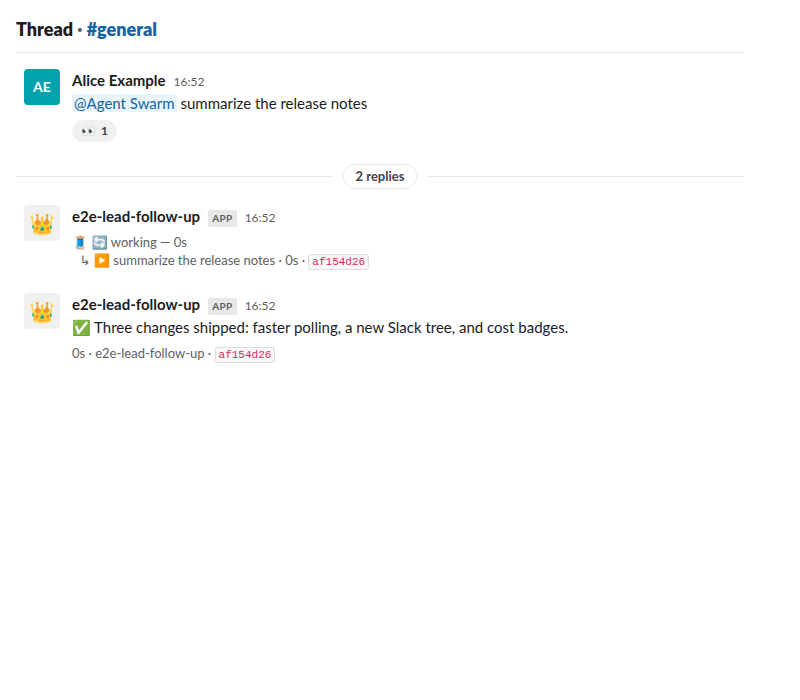 Thread • #general
AE
Alice Example 16:52
@Agent Swarm summarize the release notes
👀 1
2 replies
e2e-lead-follow-up APP 16:52
🧵 🔄 working — 0s
↳ ▶️ summarize the release notes · 0s · af154d26
e2e-lead-follow-up APP 16:52
✅ Three changes shipped: faster polling, a new Slack tree, and cost badges.
0s · e2e-lead-follow-up · af154d26